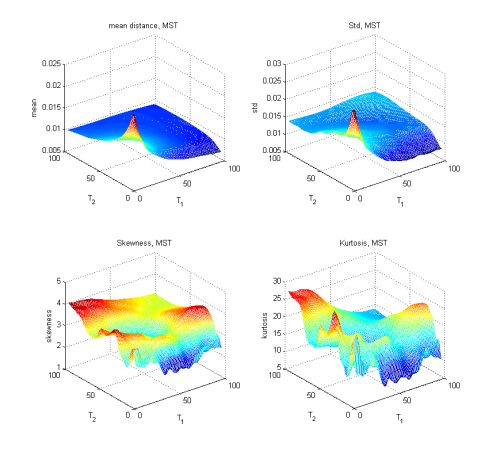 mean distance, MST
0.025
0.02
0.015
0.01
0.005
100
50
0
0
50
100
mean
T2
T1
Std, MST
0.03
0.025
0.02
0.015
0.01
0.005
100
50
0
0
50
100
std
T2
T1
Skewness, MST
5
4
3
2
1
100
50
0
0
50
100
skewness
T2
T1
Kurtosis, MST
30
25
20
15
10
5
100
50
0
0
50
100
kurtosis
T2
T1